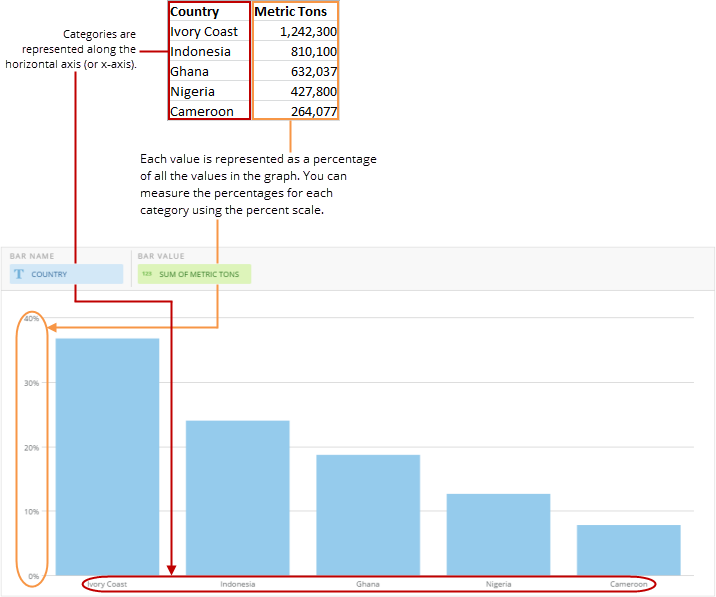 Country Metric Tons
Ivory Coast 1,242,300
Indonesia 810,100
Ghana 632,037
Nigeria 427,800
Cameroon 264,077
Categories are
represented along the
horizontal axis (or x-axis).
Each value is represented as a percentage
of all the values in the graph. You can
measure the percentages for each
category using the percent scale.
BAR NAME BAR VALUE
T COUNTRY 123 SUM OF METRIC TONS
40%
30%
20%
10%
0%
Ivory Coast Indonesia Ghana Nigeria Cameroon